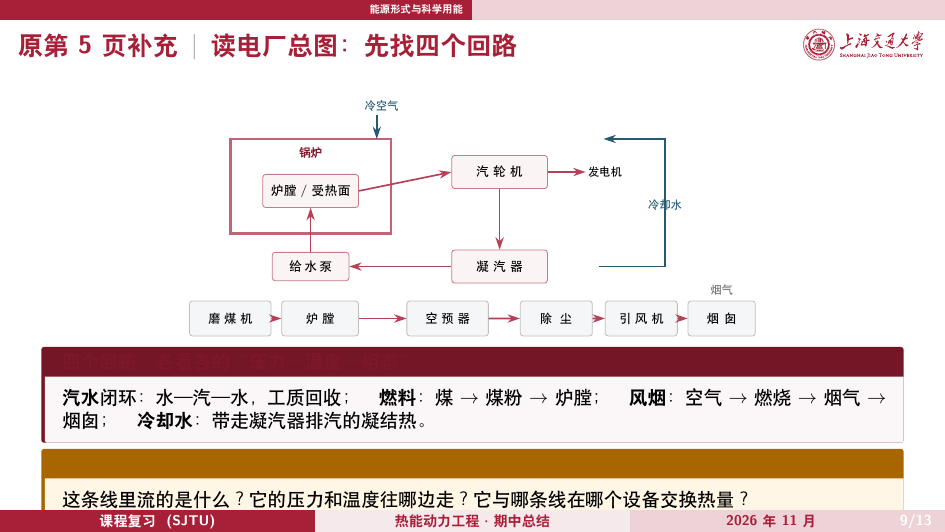 能源形式与科学用能
原第 5 页补充 | 读电厂总图：先找四个回路
上海交通大学
SHANGHAI JIAO TONG UNIVERSITY
冷空气
锅炉
炉膛 / 受热面
汽轮机
发电机
冷却水
给水泵
凝汽器
烟气
磨煤机
炉膛
空预器
除尘
引风机
烟囱
汽水闭环：水—汽—水，工质回收； 燃料：煤 → 煤粉 → 炉膛； 风烟：空气 → 燃烧 → 烟气 →
烟囱； 冷却水：带走凝汽器排汽的凝结热。
这条线里流的是什么？它的压力和温度往哪边走？它与哪条线在哪个设备交换热量？
课程复习 (SJTU)
热能动力工程 · 期中总结
2026 年 11 月
9/13